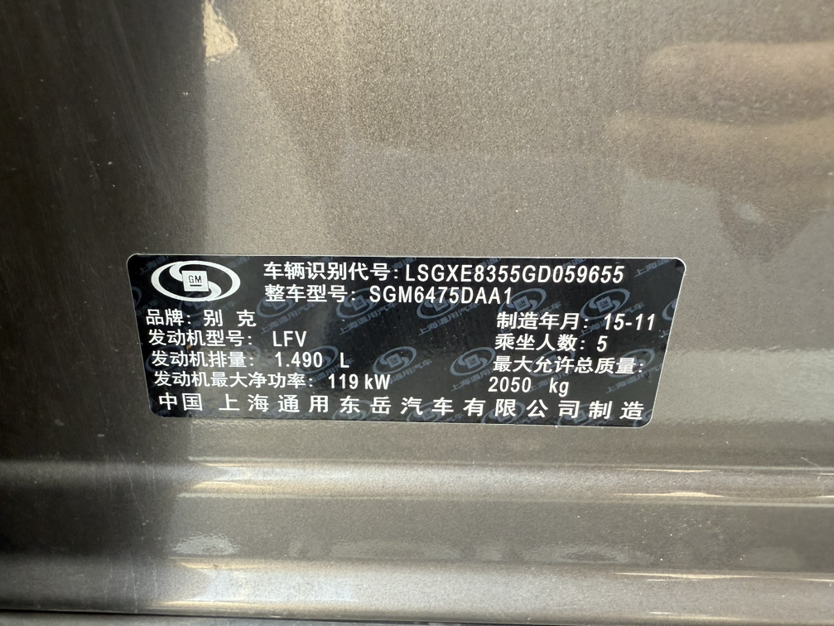 GM
车辆识别代号: LSGXE8355GD059655
整车型号: SGM6475DAA1
品牌: 别 克
制造年月: 15-11
发动机型号: LFV
乘坐人数: 5
发动机排量: 1.490 L
最大允许总质量:
发动机最大净功率: 119 kW
2050 kg
中国 上海通用东岳汽车有限公司制造